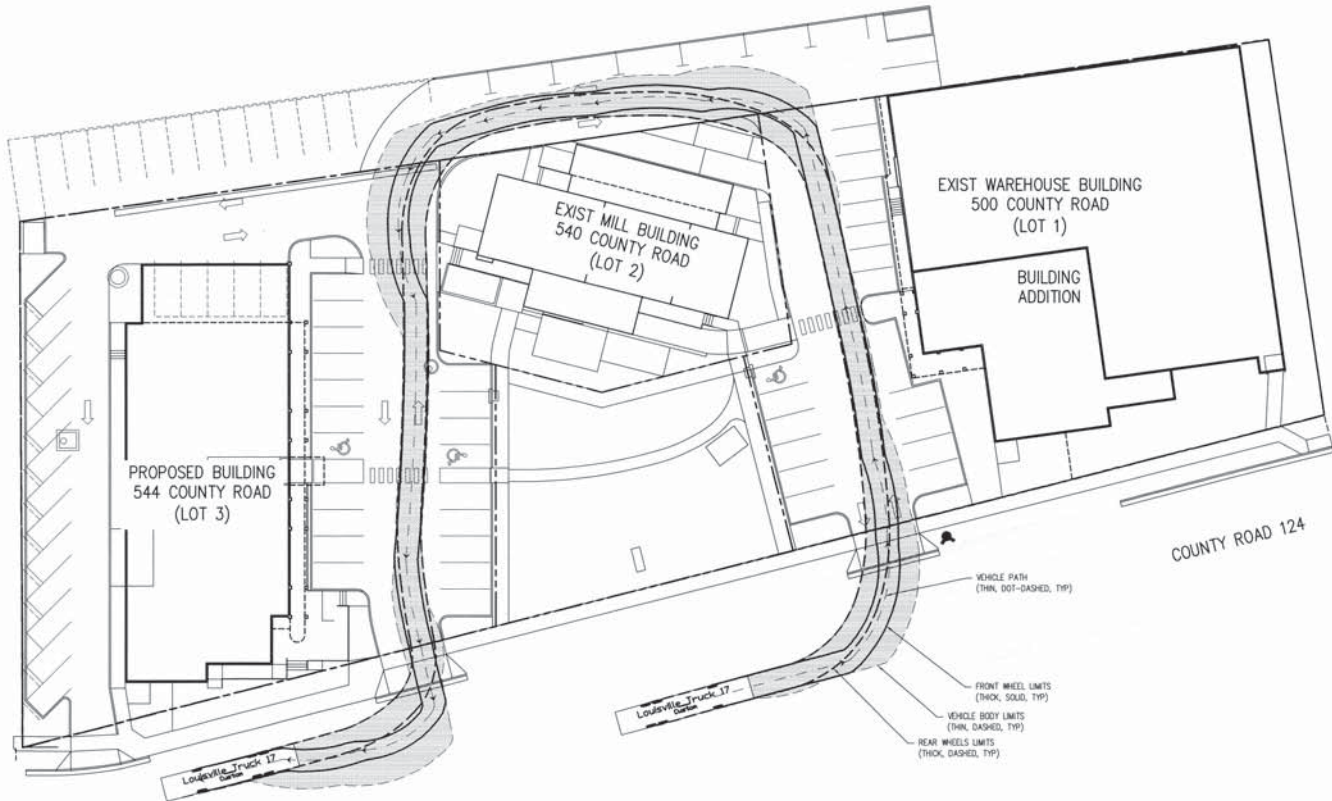 EXIST WAREHOUSE BUILDING
500 COUNTY ROAD
(LOT 1)
BUILDING
ADDITION
EXIST MILL BUILDING
540 COUNTY ROAD
(LOT 2)
PROPOSED BUILDING
544 COUNTY ROAD
(LOT 3)
COUNTY ROAD 124
VEHICLE PATH
(THIN, DOT-DASHED, TYP)
FRONT WHEEL LIMITS
(THICK, SOLID, TYP)
VEHICLE BODY LIMITS
(THIN, DASHED, TYP)
REAR WHEELS LIMITS
(THICK, DASHED, TYP)
Louisville_Truck_17
Custom
Louisville_Truck_17
Custom